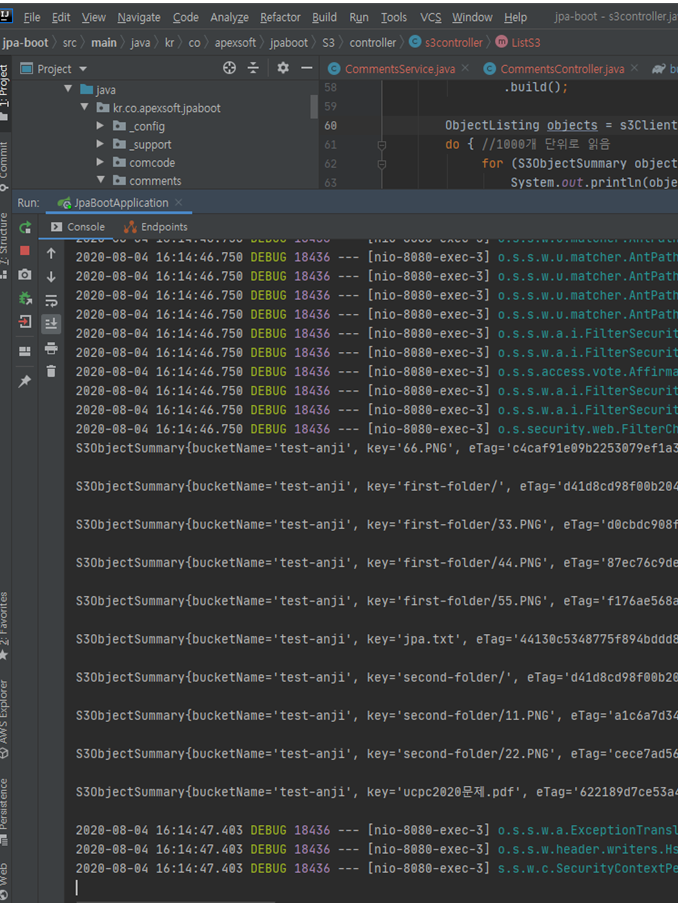 File Edit View Navigate Code Analyze Refactor Build Run Tools VCS Window Help jpa-boot - s3controller.ja
jpa-boot src main java kr co apexsoft jpaboot S3 controller s3controller ListS3
Project CommentsService.java CommentsController.java
1: Project
Commit
7: Structure
2: Favorites
AWS Explorer
Persistence
Web
java
kr.co.apexsoft.jpaboot
_config
_support
comcode
comments
58 .build();
59
60 ObjectListing objects = s3Client
61 do { //1000개 단위로 읽음
62 for (S3ObjectSummary object
63 System.out.println(obje
Run: JpaBootApplication
Console Endpoints
2020-08-04 16:14:46.750 DEBUG 18436 --- [nio-8080-exec-3] o.s.s.w.u.matcher.AntPath
2020-08-04 16:14:46.750 DEBUG 18436 --- [nio-8080-exec-3] o.s.s.w.u.matcher.AntPath
2020-08-04 16:14:46.750 DEBUG 18436 --- [nio-8080-exec-3] o.s.s.w.u.matcher.AntPath
2020-08-04 16:14:46.750 DEBUG 18436 --- [nio-8080-exec-3] o.s.s.w.u.matcher.AntPath
2020-08-04 16:14:46.750 DEBUG 18436 --- [nio-8080-exec-3] o.s.s.w.u.matcher.AntPath
2020-08-04 16:14:46.750 DEBUG 18436 --- [nio-8080-exec-3] o.s.s.w.a.i.FilterSecurit
2020-08-04 16:14:46.750 DEBUG 18436 --- [nio-8080-exec-3] o.s.s.w.a.i.FilterSecurit
2020-08-04 16:14:46.750 DEBUG 18436 --- [nio-8080-exec-3] o.s.s.access.vote.Affirma
2020-08-04 16:14:46.750 DEBUG 18436 --- [nio-8080-exec-3] o.s.s.w.a.i.FilterSecurit
2020-08-04 16:14:46.750 DEBUG 18436 --- [nio-8080-exec-3] o.s.s.w.a.i.FilterSecurit
2020-08-04 16:14:46.750 DEBUG 18436 --- [nio-8080-exec-3] o.s.security.web.FilterCh
S3ObjectSummary{bucketName='test-anji', key='66.PNG', eTag='c4caf91e09b2253079ef1a3
S3ObjectSummary{bucketName='test-anji', key='first-folder/', eTag='d41d8cd98f00b204
S3ObjectSummary{bucketName='test-anji', key='first-folder/33.PNG', eTag='d0cbdc908f
S3ObjectSummary{bucketName='test-anji', key='first-folder/44.PNG', eTag='87ec76c9de
S3ObjectSummary{bucketName='test-anji', key='first-folder/55.PNG', eTag='f176ae568a
S3ObjectSummary{bucketName='test-anji', key='jpa.txt', eTag='44130c5348775f894bddd8
S3ObjectSummary{bucketName='test-anji', key='second-folder/', eTag='d41d8cd98f00b20
S3ObjectSummary{bucketName='test-anji', key='second-folder/11.PNG', eTag='a1c6a7d34
S3ObjectSummary{bucketName='test-anji', key='second-folder/22.PNG', eTag='cece7ad56
S3ObjectSummary{bucketName='test-anji', key='ucpc2020문제.pdf', eTag='622189d7ce53a4
2020-08-04 16:14:47.403 DEBUG 18436 --- [nio-8080-exec-3] o.s.s.w.a.ExceptionTransl
2020-08-04 16:14:47.403 DEBUG 18436 --- [nio-8080-exec-3] o.s.s.w.header.writers.Hs
2020-08-04 16:14:47.403 DEBUG 18436 --- [nio-8080-exec-3] s.s.w.c.SecurityContextPe